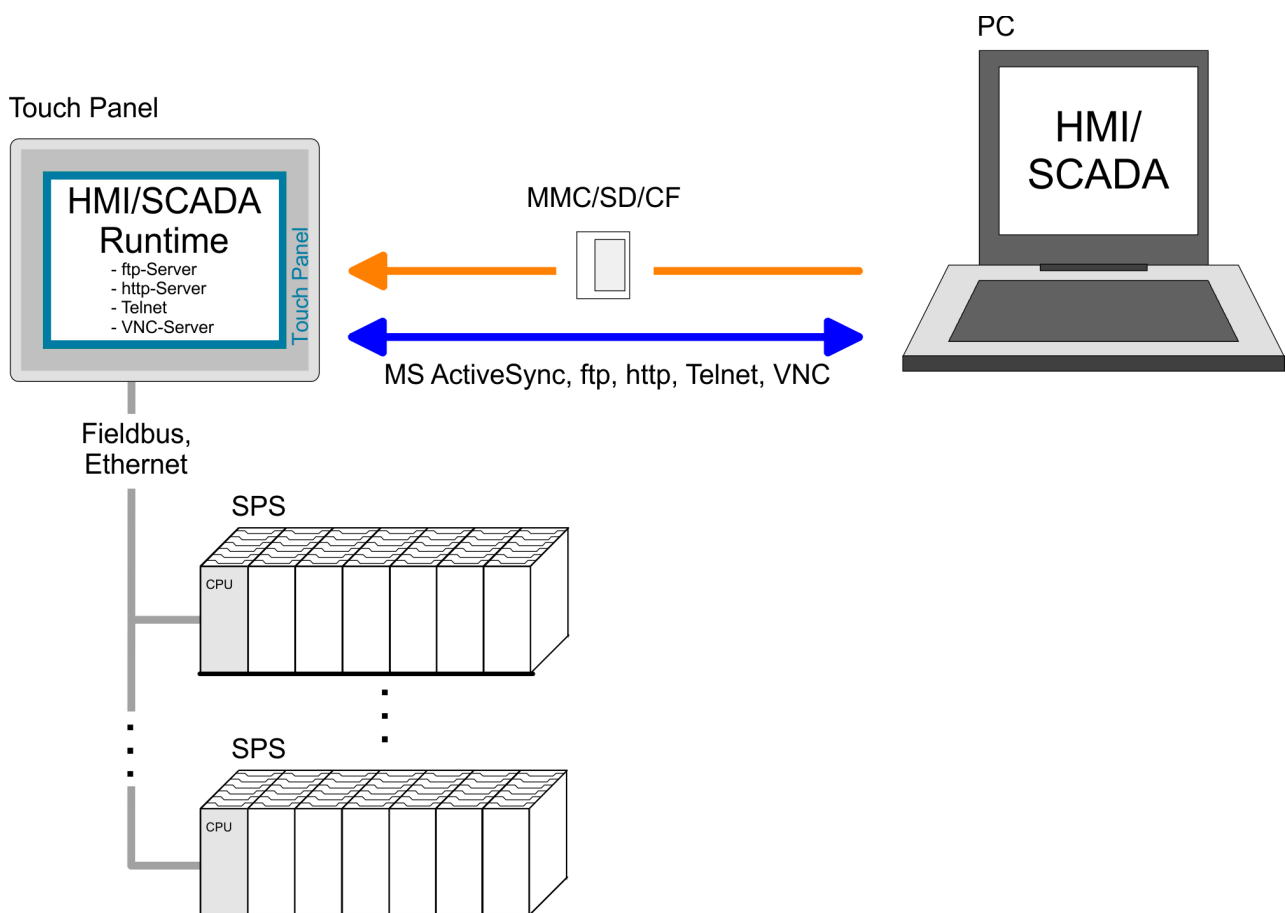 PC
Touch Panel
HMI/
SCADA
HMI/SCADA
Runtime
- ftp-Server
- http-Server
- Telnet
- VNC-Server
Touch Panel
MMC/SD/CF
MS ActiveSync, ftp, http, Telnet, VNC
Fieldbus,
Ethernet
SPS
CPU
SPS
CPU